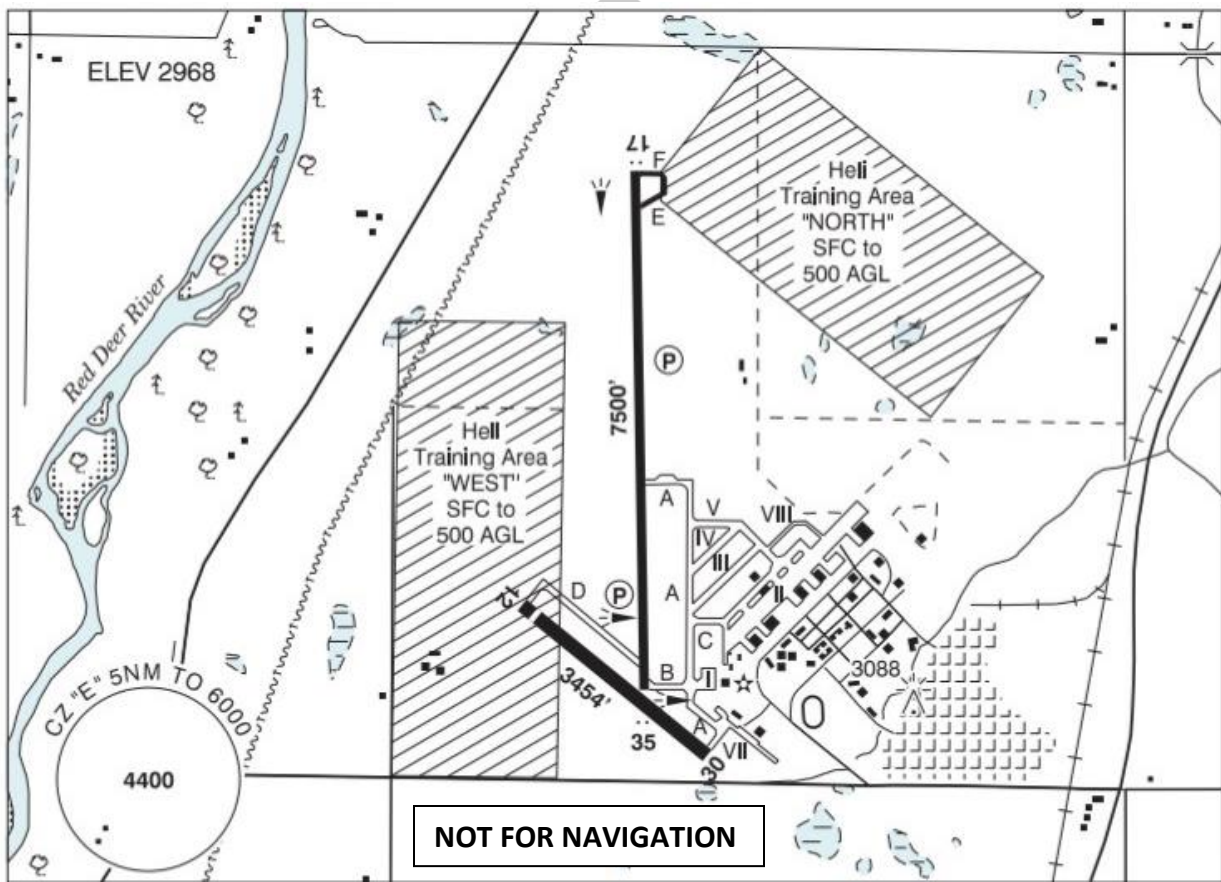 ELEV 2968
17
F
E
Heli
Training Area
"NORTH"
SFC to
500 AGL
Red Deer River
P
7500'
Heli
Training Area
"WEST"
SFC to
500 AGL
A
V
VIII
IV
III
D
12
P
A
II
C
B
I
3088
3454'
35
A
VII
30
CZ "E" 5NM TO 6000
4400
NOT FOR NAVIGATION